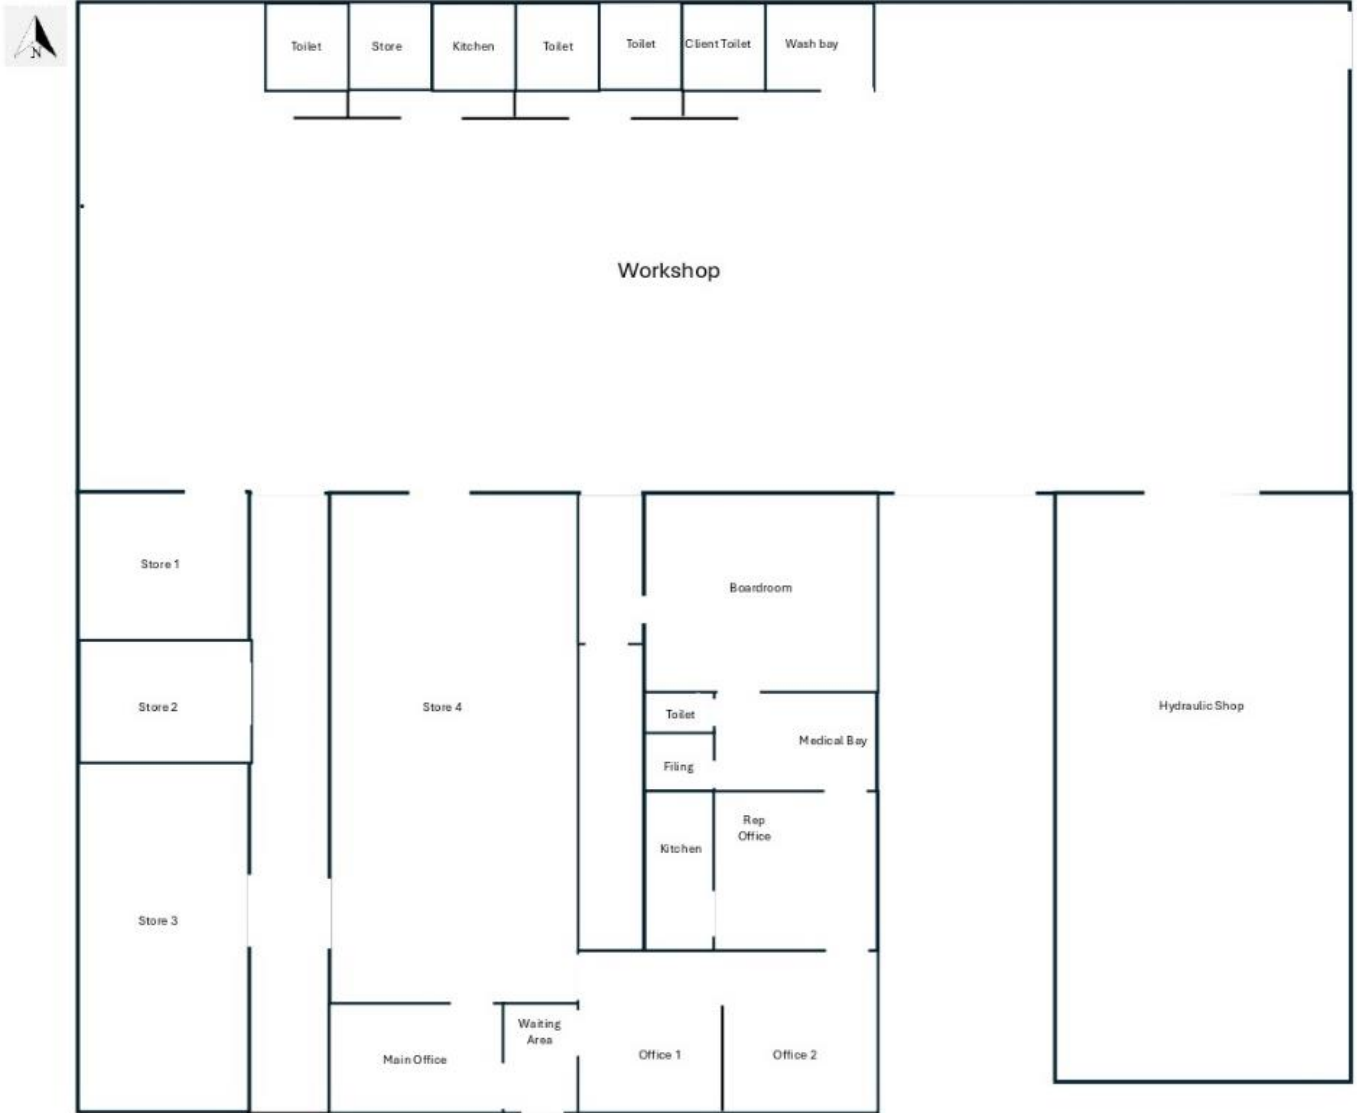 N
Toilet
Store
Kitchen
Toilet
Toilet
Client Toilet
Wash bay
Workshop
Store 1
Boardroom
Store 2
Store 4
Hydraulic Shop
Toilet
Medical Bay
Filing
Rep
Office
Kitchen
Store 3
Waiting
Area
Main Office
Office 1
Office 2